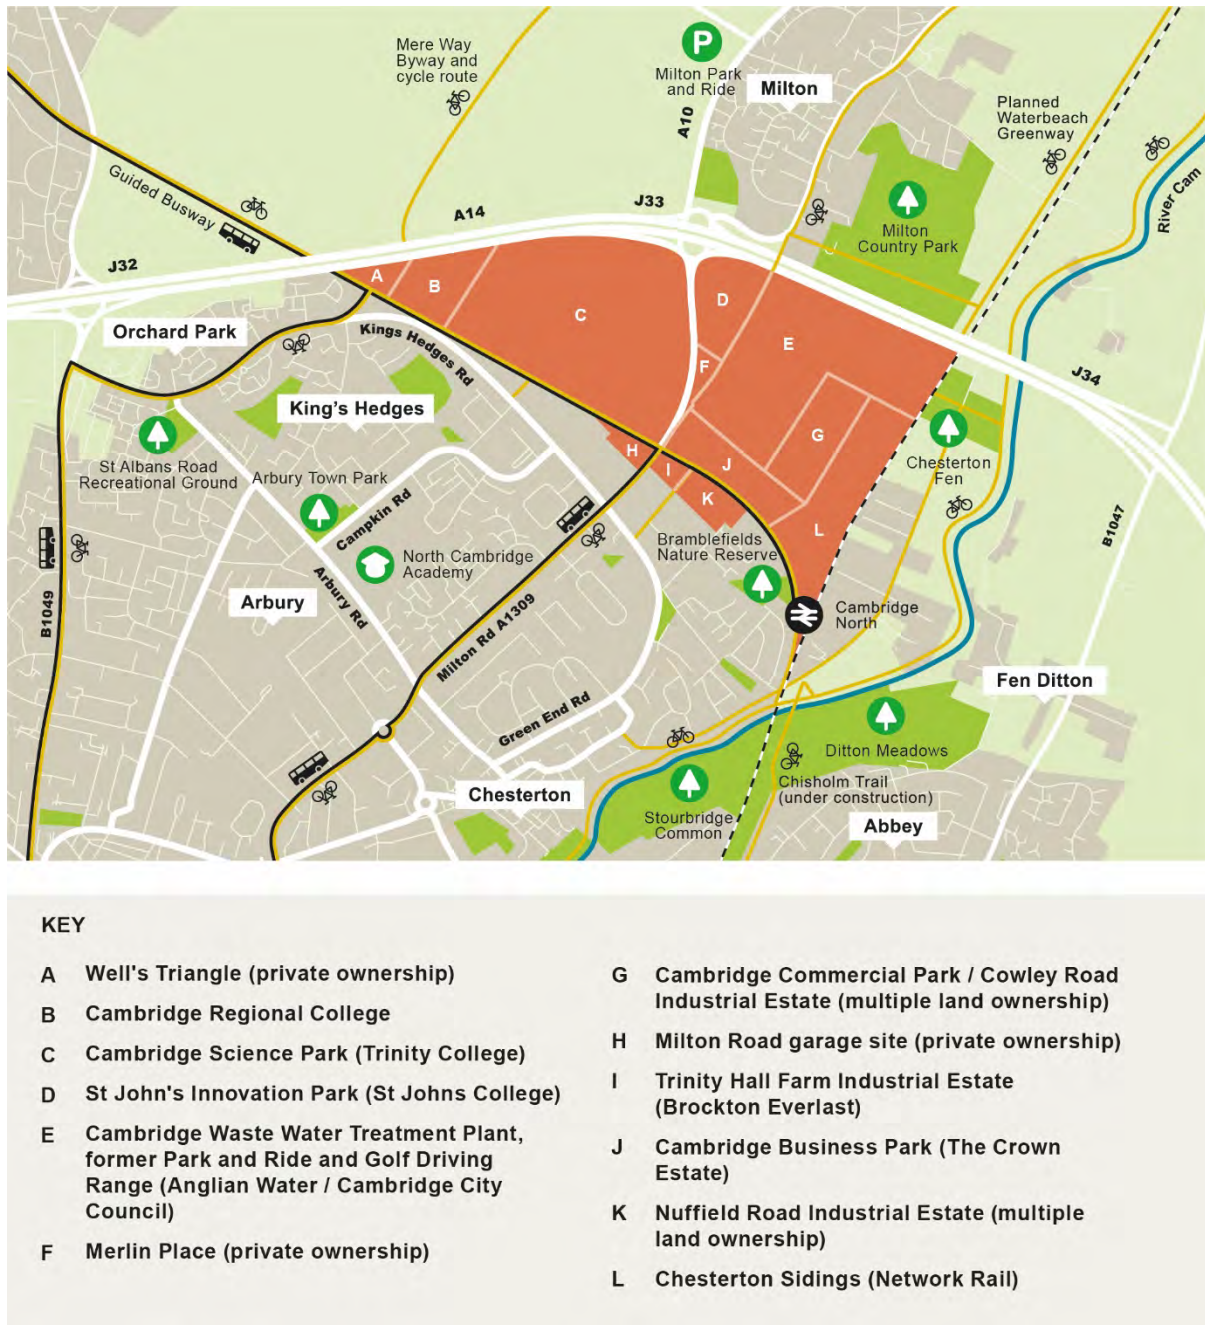 Mere Way
Byway and
cycle route
P
Milton Park
and Ride
Milton
A10
Planned
Waterbeach
Greenway
River Cam
Guided Busway
A14
J33
Milton
Country Park
J32
A
B
C
D
E
F
Orchard Park
Kings Hedges Rd
J34
King's Hedges
G
H
I
J
K
L
St Albans Road
Recreational Ground
Arbury Town Park
Chesterton
Fen
Campkin Rd
North Cambridge
Academy
Bramblefields
Nature Reserve
B1047
B1049
Arbury
Arbury Rd
Milton Rd A1309
Cambridge
North
Green End Rd
Fen Ditton
Ditton Meadows
Chesterton
Stourbridge
Common
Chisholm Trail
(under construction)
Abbey
KEY
A Well's Triangle (private ownership)
B Cambridge Regional College
C Cambridge Science Park (Trinity College)
D St John's Innovation Park (St Johns College)
E Cambridge Waste Water Treatment Plant,
former Park and Ride and Golf Driving
Range (Anglian Water / Cambridge City
Council)
F Merlin Place (private ownership)
G Cambridge Commercial Park / Cowley Road
Industrial Estate (multiple land ownership)
H Milton Road garage site (private ownership)
I Trinity Hall Farm Industrial Estate
(Brockton Everlast)
J Cambridge Business Park (The Crown
Estate)
K Nuffield Road Industrial Estate (multiple
land ownership)
L Chesterton Sidings (Network Rail)